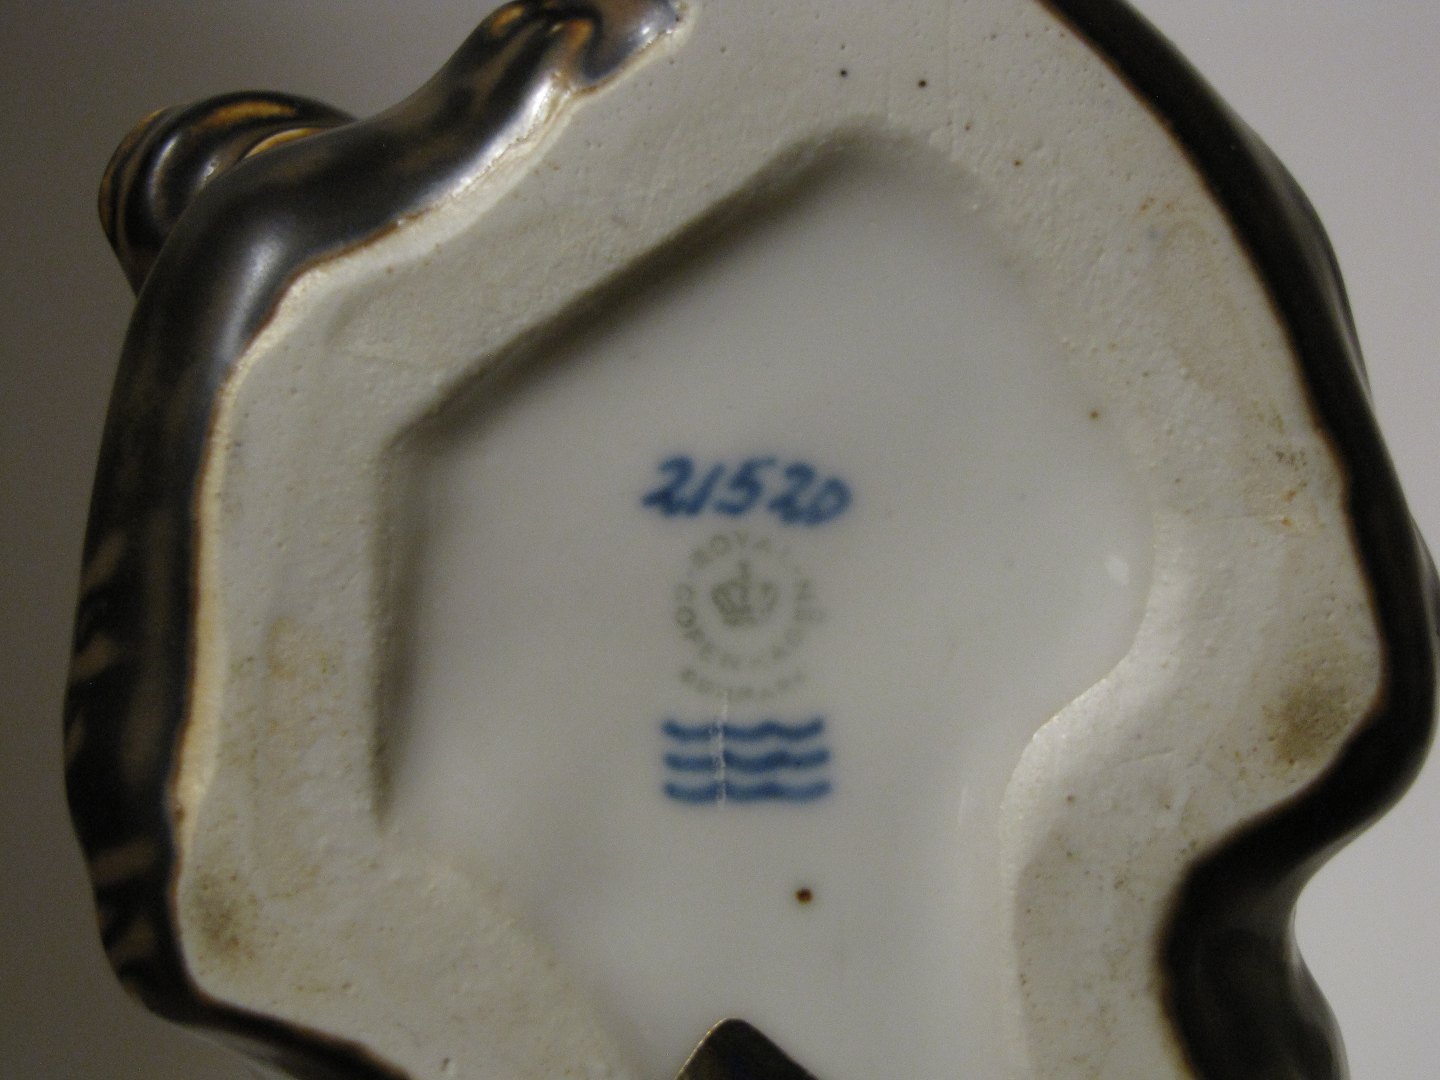 21520
ROYAL
COPENHAGEN
DENMARK